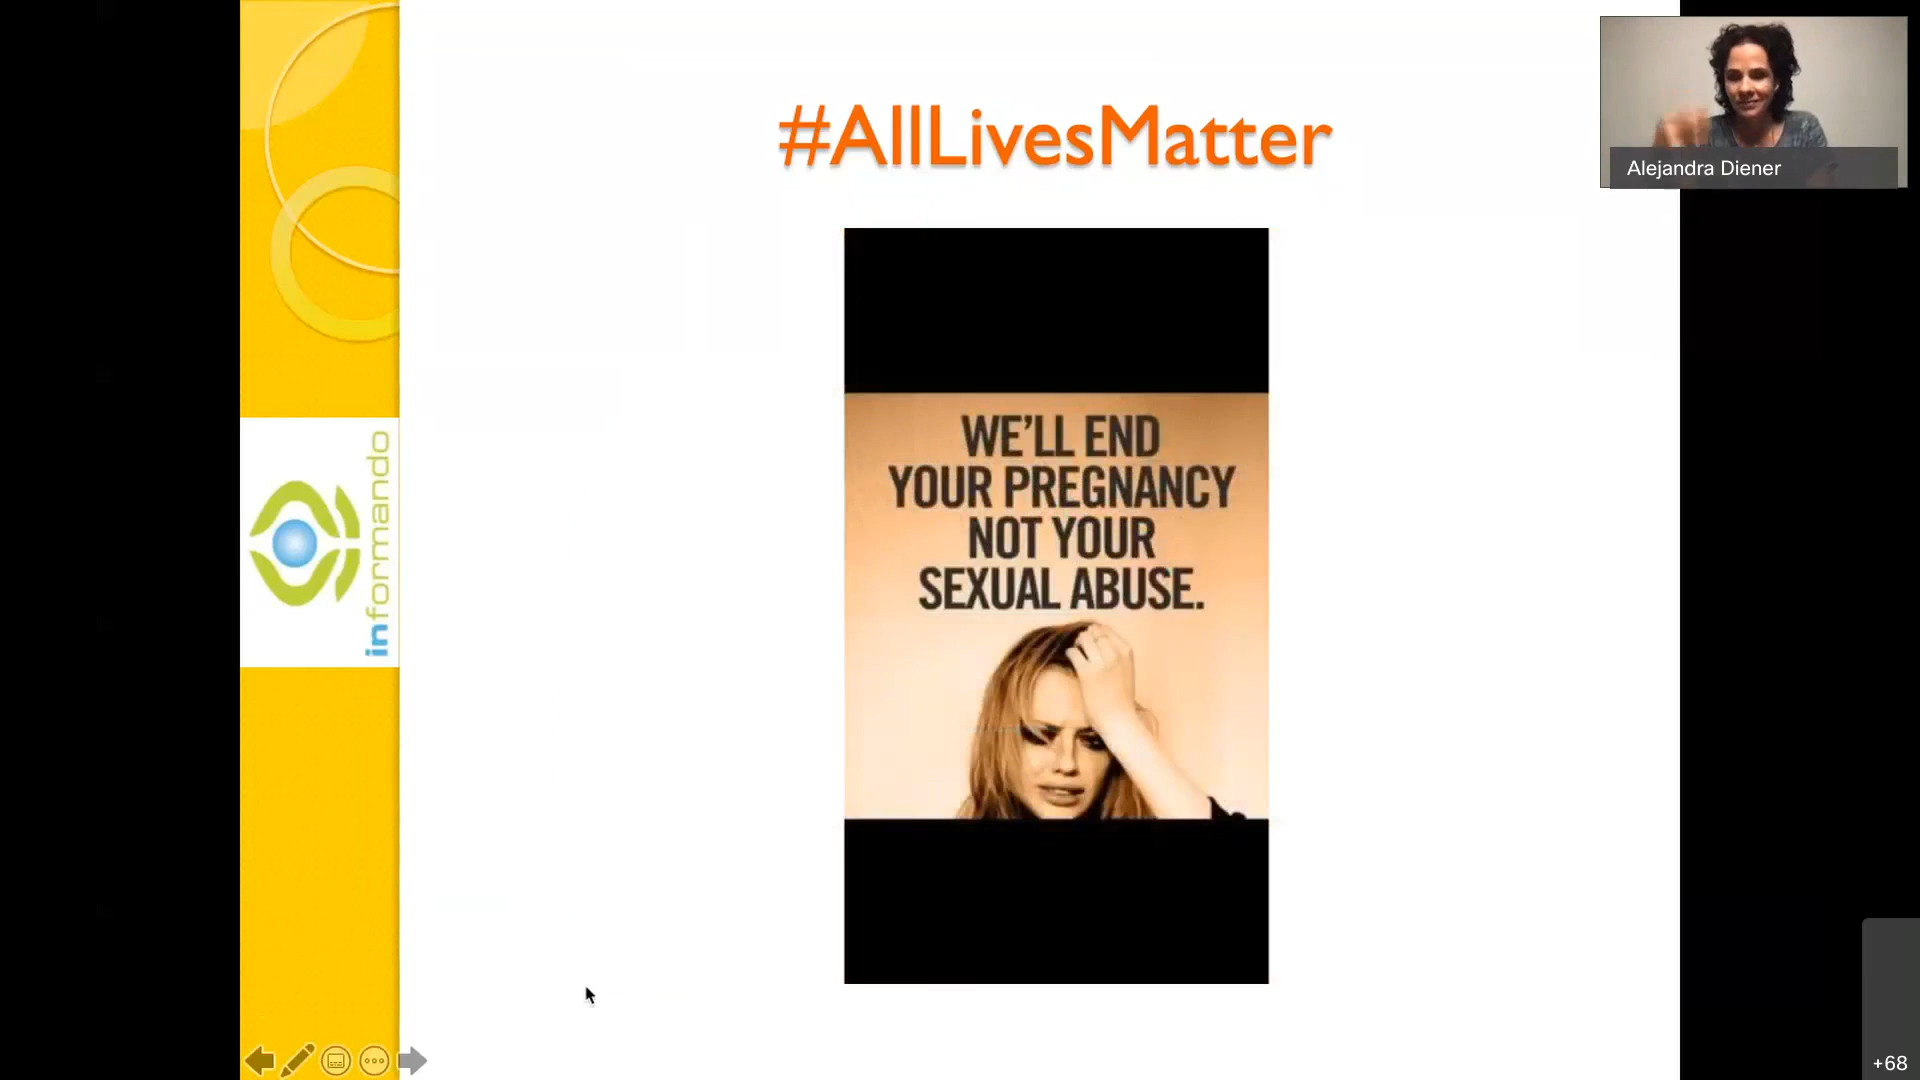 #AllLivesMatter
Alejandra Diener
WE’LL END
YOUR PREGNANCY
NOT YOUR
SEXUAL ABUSE.
informando
+68